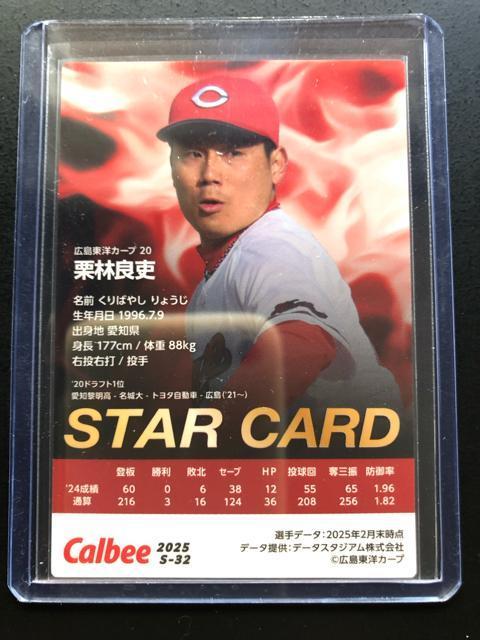 C
広島東洋カープ 20
栗林良吏
名前 くりばやし りょうじ
生年月日 1996.7.9
出身地 愛知県
身長 177cm / 体重 88kg
右投右打 / 投手
'20ドラフト1位
愛知黎明高 - 名城大 - トヨタ自動車 - 広島('21〜)
STAR CARD
登板 勝利 敗北 セーブ HP 投球回 奪三振 防御率
'24成績 60 0 6 38 12 55 65 1.96
通算 216 3 16 124 36 208 256 1.82
Calbee 2025 S-32
選手データ:2025年2月末時点
データ提供:データスタジアム株式会社
©広島東洋カープ